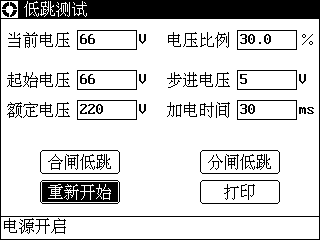 低跳测试
当前电压 66 V 电压比例 30.0 %
起始电压 66 V 步进电压 5 V
额定电压 220 V 加电时间 30 ms
合闸低跳 分闸低跳
重新开始 打印
电源开启